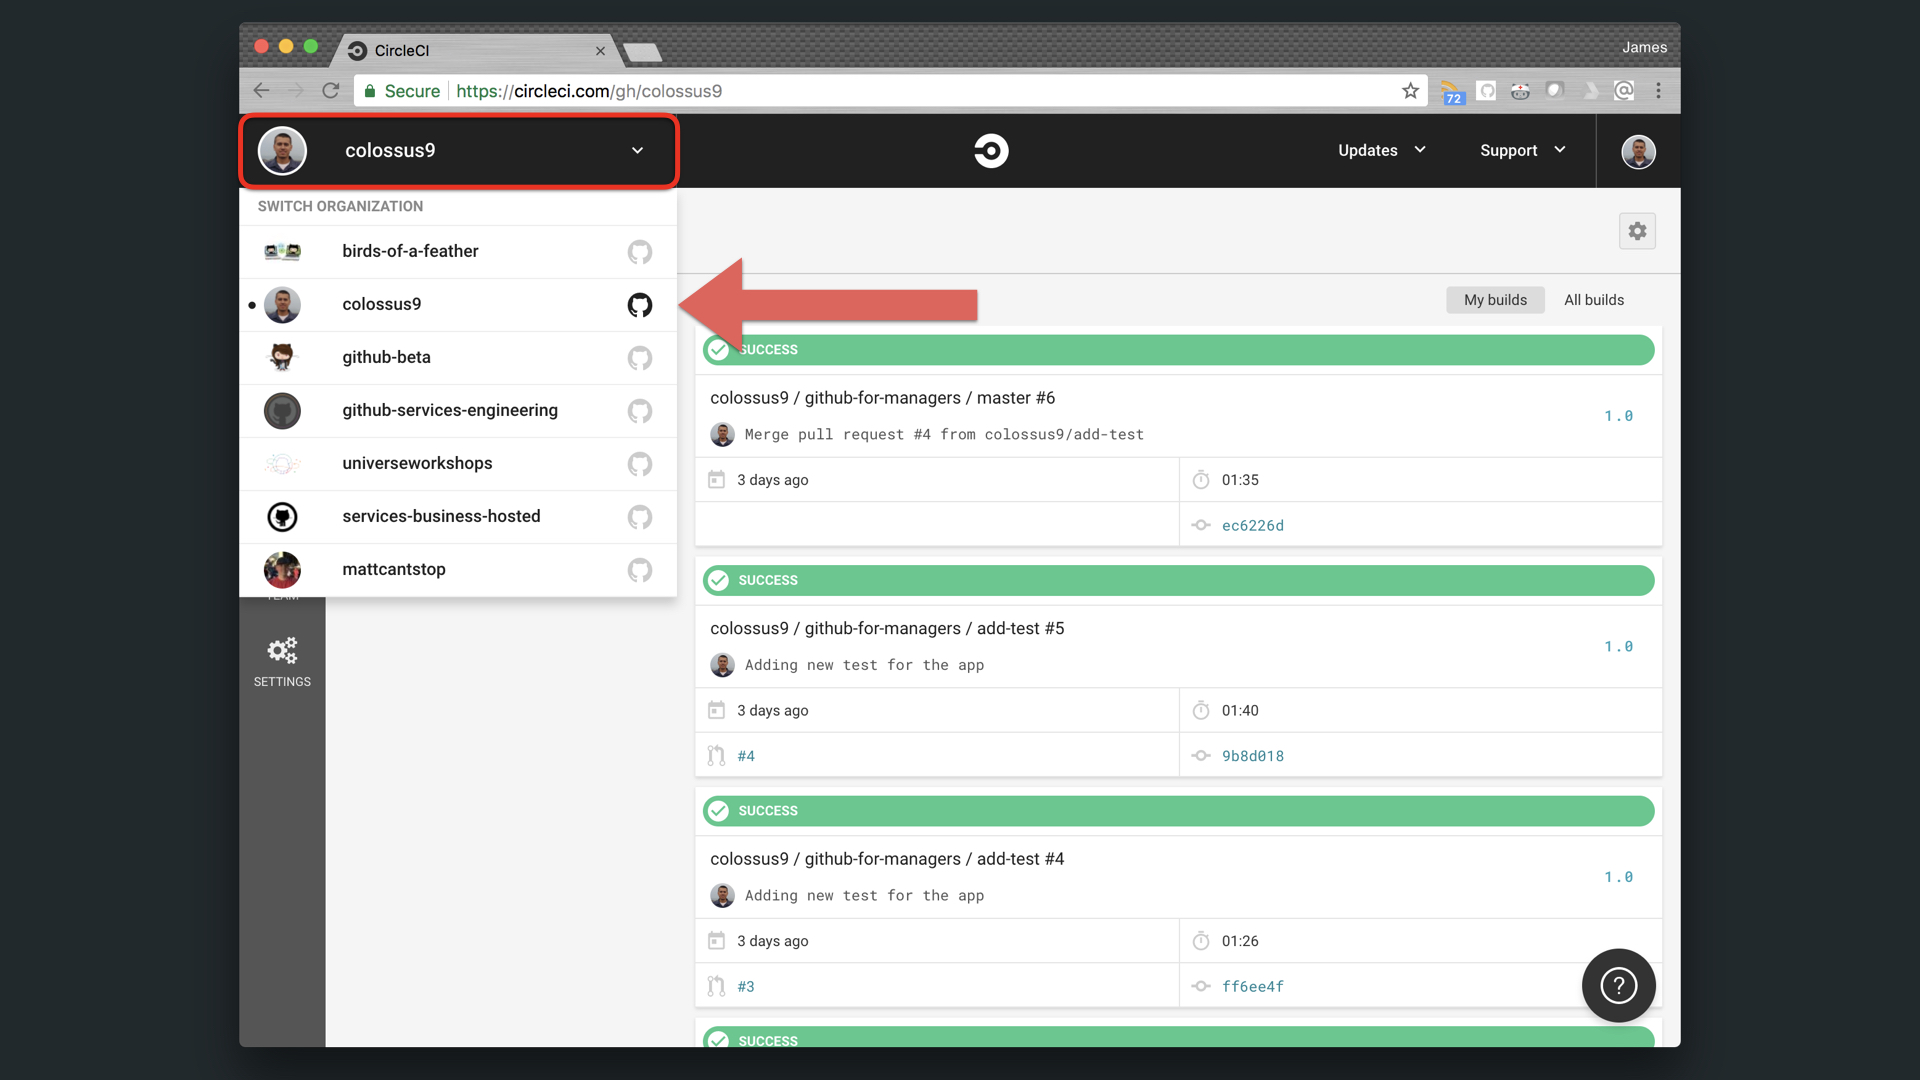 CircleCI
James
Secure https://circleci.com/gh/colossus9
72
colossus9
Updates
Support
SWITCH ORGANIZATION
birds-of-a-feather
colossus9
github-beta
github-services-engineering
universeworkshops
services-business-hosted
mattcantstop
TEAM
SETTINGS
My builds
All builds
SUCCESS
colossus9 / github-for-managers / master #6
1.0
Merge pull request #4 from colossus9/add-test
3 days ago
01:35
ec6226d
SUCCESS
colossus9 / github-for-managers / add-test #5
1.0
Adding new test for the app
3 days ago
01:40
#4
9b8d018
SUCCESS
colossus9 / github-for-managers / add-test #4
1.0
Adding new test for the app
3 days ago
01:26
#3
ff6ee4f
?
SUCCESS